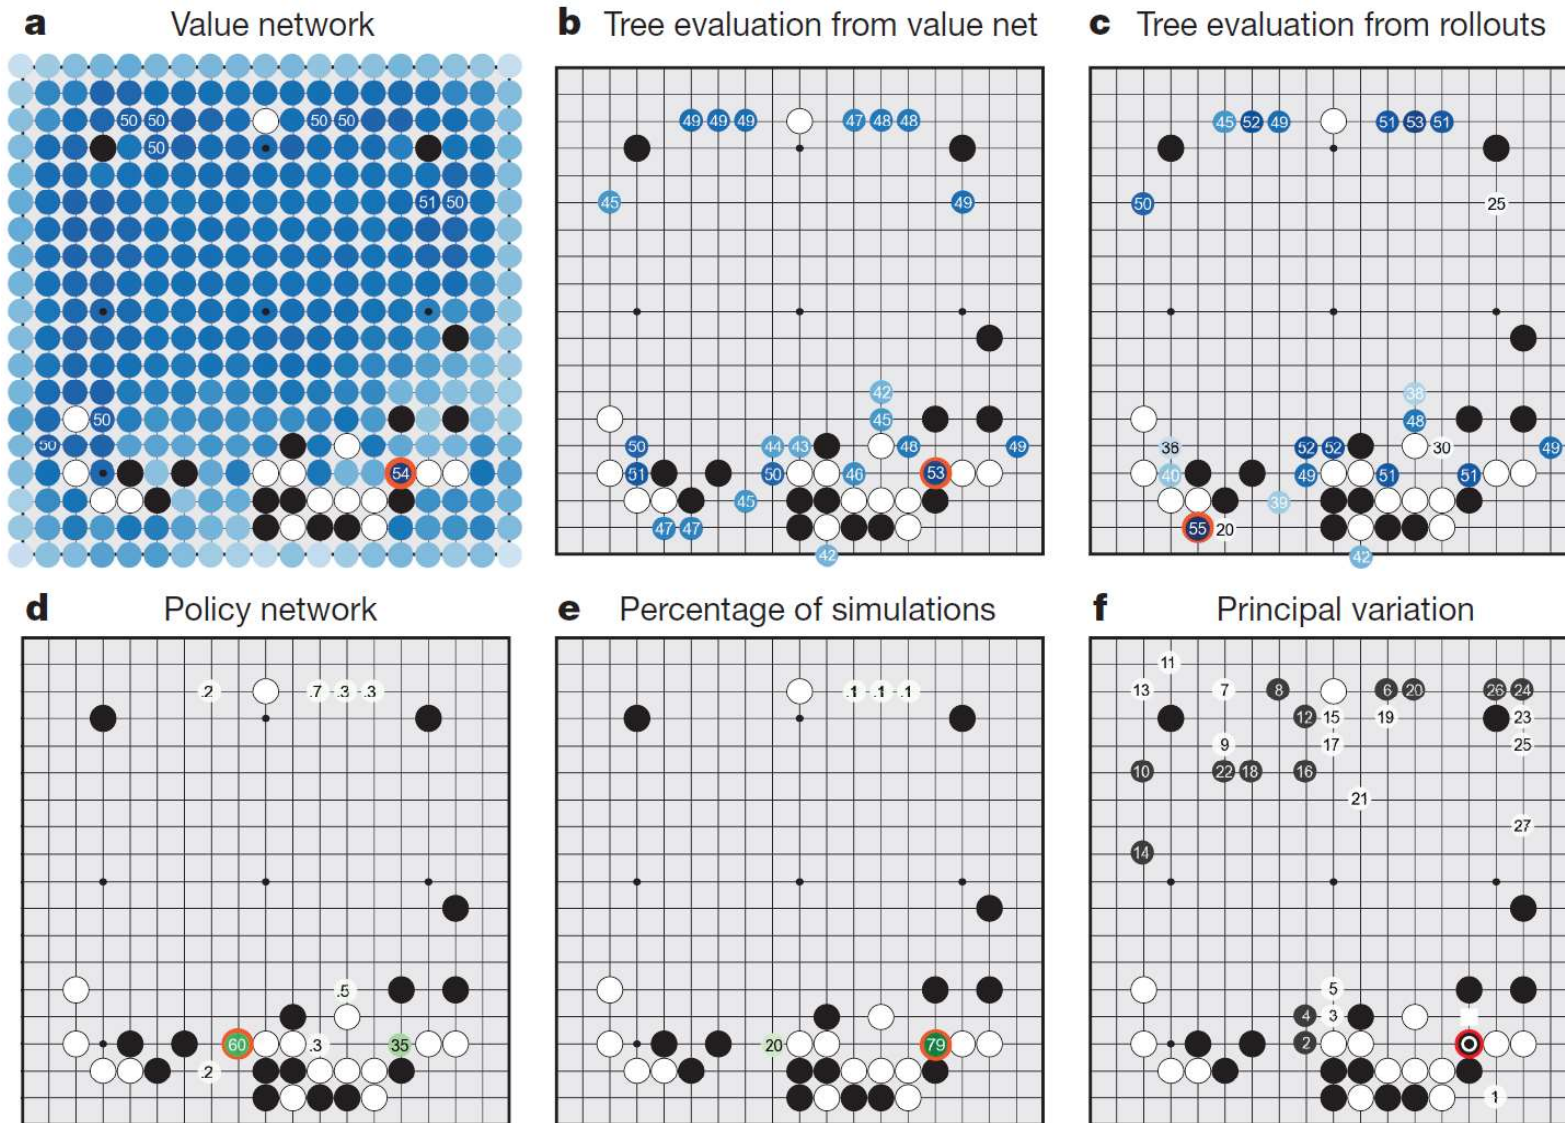 a Value network
b Tree evaluation from value net
c Tree evaluation from rollouts
50 50 50 50
50
51 50
50
50
54
49 49 49 47 48 48
45 49
42
45
50 44 43 48 49
51 50 46 53
45
47 47
42
45 52 49 51 53 51
50 25
38
48
36 52 52 30 49
40 49 51 51
39
55 20
42
d Policy network
e Percentage of simulations
f Principal variation
.2 .7 .3 .3
.5
60 .3 35
.2
.1 .1 .1
20 79
11
13 7 8 6 20 26 24
12 15 19 23
9 17 25
10 22 18 16
21
27
14
5
4 3
2
1